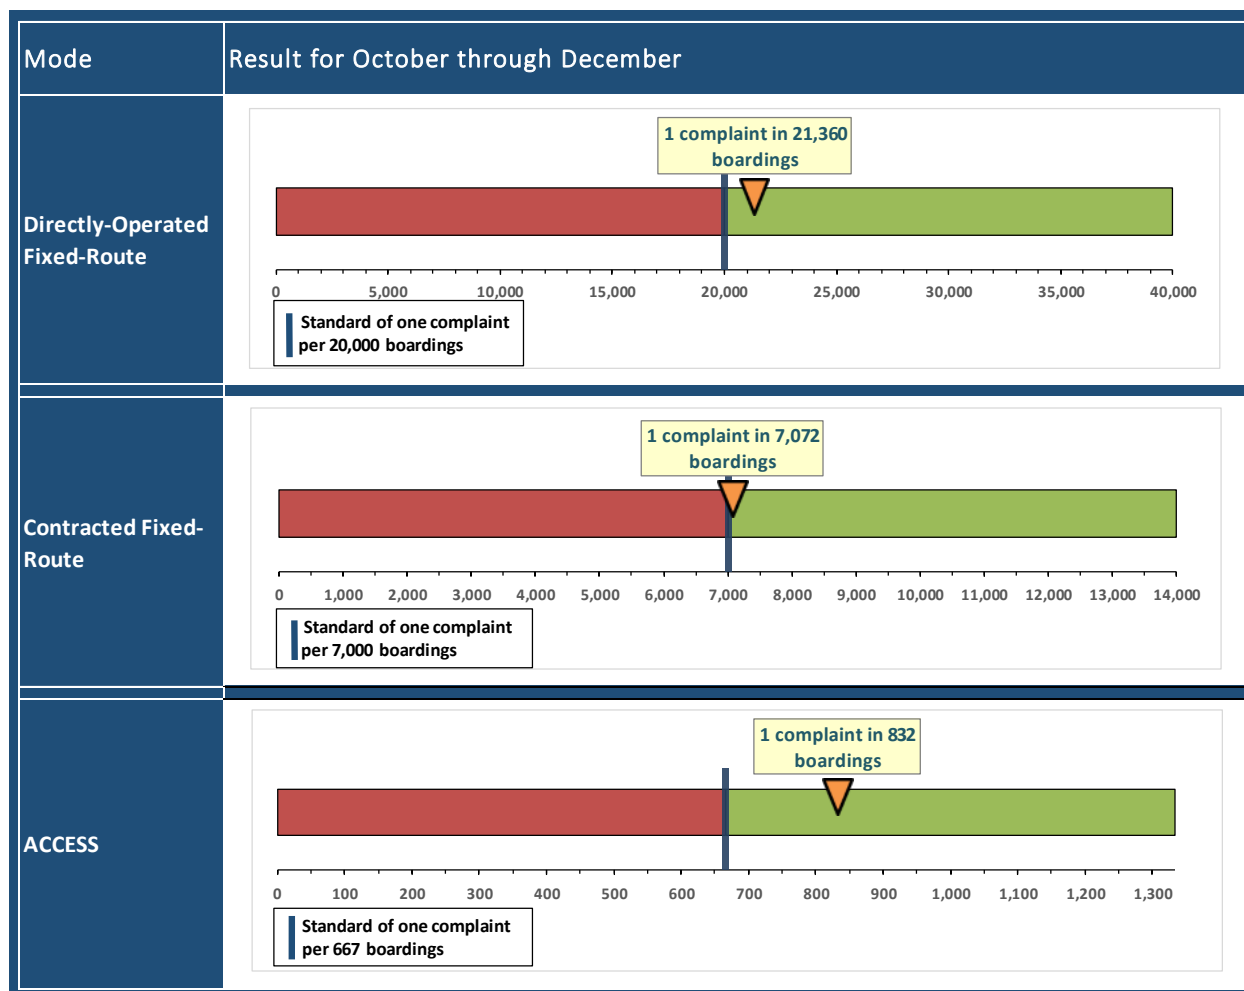 Mode
Result for October through December
Directly-Operated
Fixed-Route
1 complaint in 21,360
boardings
0 5,000 10,000 15,000 20,000 25,000 30,000 35,000 40,000
Standard of one complaint
per 20,000 boardings
Contracted Fixed-
Route
1 complaint in 7,072
boardings
0 1,000 2,000 3,000 4,000 5,000 6,000 7,000 8,000 9,000 10,000 11,000 12,000 13,000 14,000
Standard of one complaint
per 7,000 boardings
ACCESS
1 complaint in 832
boardings
0 100 200 300 400 500 600 700 800 900 1,000 1,100 1,200 1,300
Standard of one complaint
per 667 boardings